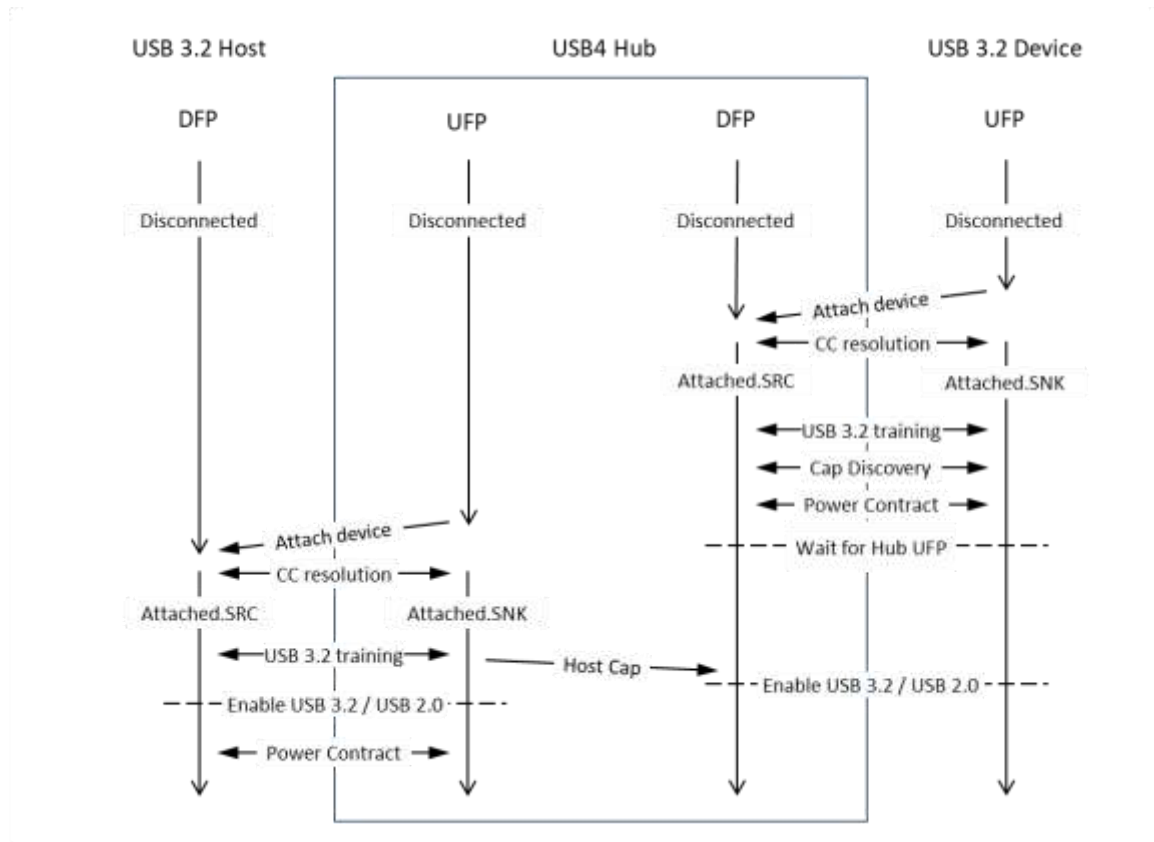 USB 3.2 Host
USB4 Hub
USB 3.2 Device
DFP
UFP
DFP
UFP
Disconnected
Disconnected
Disconnected
Disconnected
Attach device
CC resolution
Attached.SRC
Attached.SNK
USB 3.2 training
Cap Discovery
Power Contract
Wait for Hub UFP
Attach device
CC resolution
Attached.SRC
Attached.SNK
USB 3.2 training
Host Cap
Enable USB 3.2 / USB 2.0
Enable USB 3.2 / USB 2.0
Power Contract